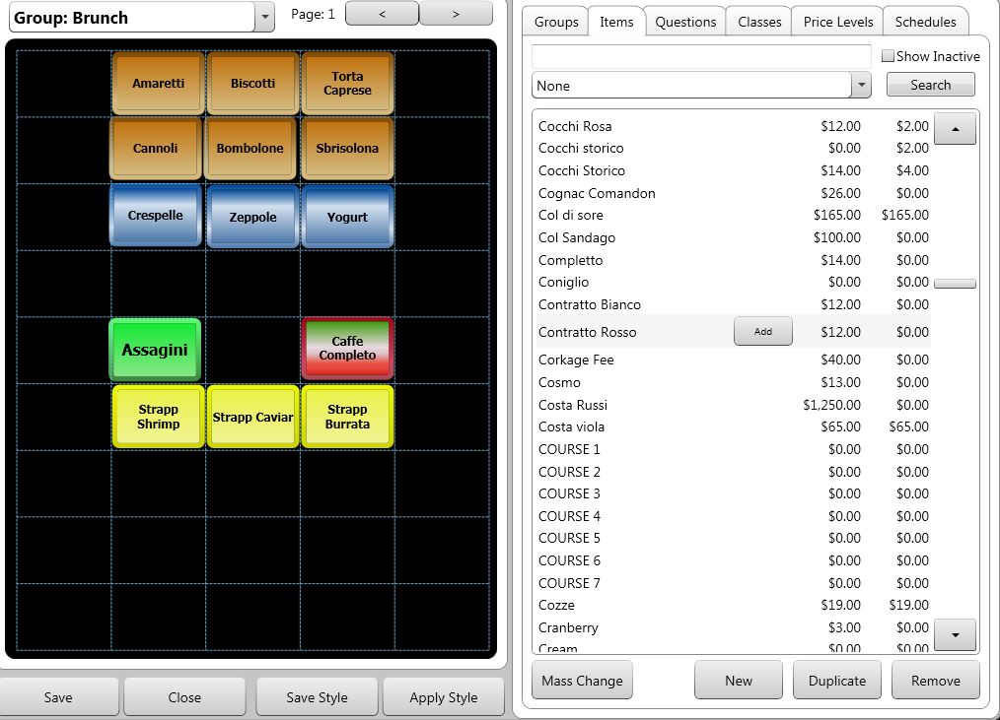 Group: Brunch
Page: 1
<
>
Amaretti
Biscotti
Torta
Caprese
Cannoli
Bombolone
Sbrisolona
Crespelle
Zeppole
Yogurt
Assagini
Caffe
Completo
Strapp
Shrimp
Strapp Caviar
Strapp
Burrata
Save
Close
Save Style
Apply Style
Groups
Items
Questions
Classes
Price Levels
Schedules
Show Inactive
None
Search
Cocchi Rosa $12.00 $2.00
Cocchi storico $0.00 $2.00
Cocchi Storico $14.00 $4.00
Cognac Comandon $26.00 $0.00
Col di sore $165.00 $165.00
Col Sandago $100.00 $0.00
Completto $14.00 $0.00
Coniglio $0.00 $0.00
Contratto Bianco $12.00 $0.00
Contratto Rosso Add $12.00 $0.00
Corkage Fee $40.00 $0.00
Cosmo $13.00 $0.00
Costa Russi $1,250.00 $0.00
Costa viola $65.00 $65.00
COURSE 1 $0.00 $0.00
COURSE 2 $0.00 $0.00
COURSE 3 $0.00 $0.00
COURSE 4 $0.00 $0.00
COURSE 5 $0.00 $0.00
COURSE 6 $0.00 $0.00
COURSE 7 $0.00 $0.00
Cozze $19.00 $19.00
Cranberry $3.00 $0.00
Cream $0.00 $0.00
Mass Change
New
Duplicate
Remove